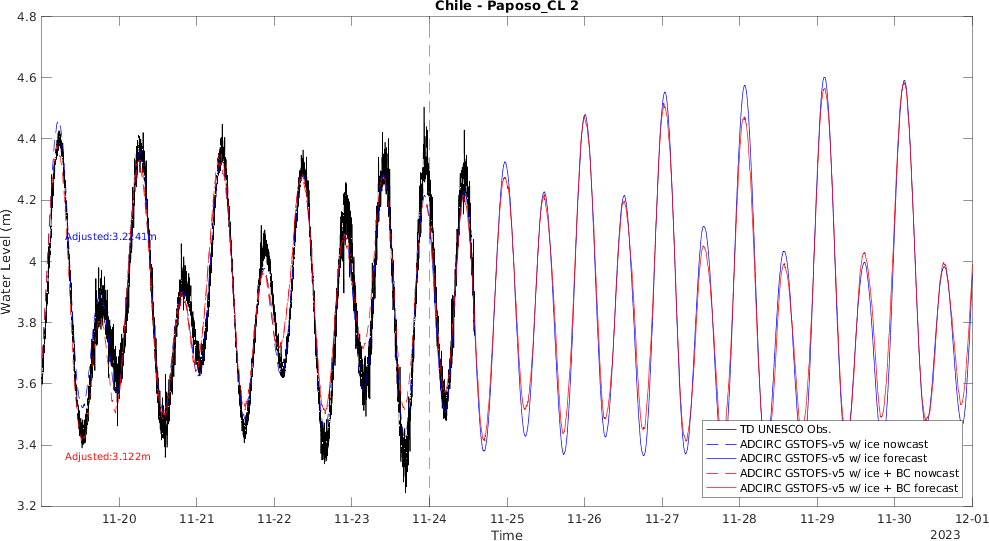 Chile - Paposo_CL 2
Water Level (m)
4.8
4.6
4.4
4.2
4
3.8
3.6
3.4
3.2
Adjusted:3.2241m
Adjusted:3.122m
TD UNESCO Obs.
ADCIRC GSTOFS-v5 w/ ice nowcast
ADCIRC GSTOFS-v5 w/ ice forecast
ADCIRC GSTOFS-v5 w/ ice + BC nowcast
ADCIRC GSTOFS-v5 w/ ice + BC forecast
11-20 11-21 11-22 11-23 11-24 11-25 11-26 11-27 11-28 11-29 11-30 12-01
Time
2023